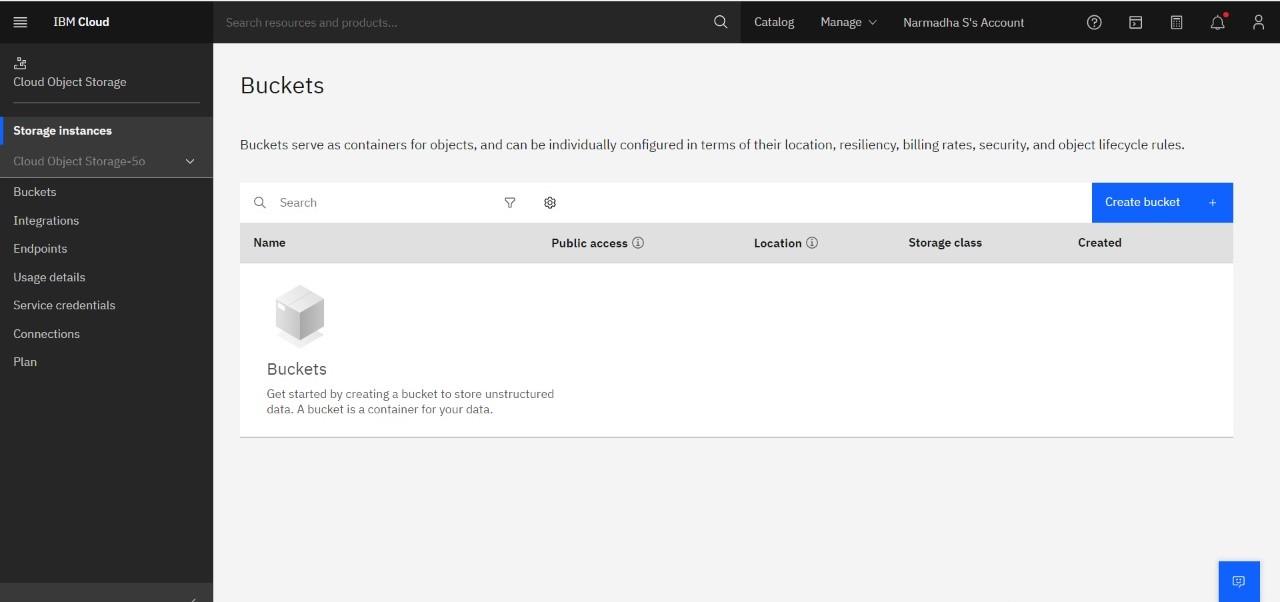 IBM Cloud
Search resources and products...
Catalog
Manage
Narmadha S's Account
Cloud Object Storage
Storage instances
Cloud Object Storage-5o
Buckets
Integrations
Endpoints
Usage details
Service credentials
Connections
Plan
Buckets
Buckets serve as containers for objects, and can be individually configured in terms of their location, resiliency, billing rates, security, and object lifecycle rules.
Search
Create bucket +
Name Public access Location Storage class Created
Buckets
Get started by creating a bucket to store unstructured
data. A bucket is a container for your data.